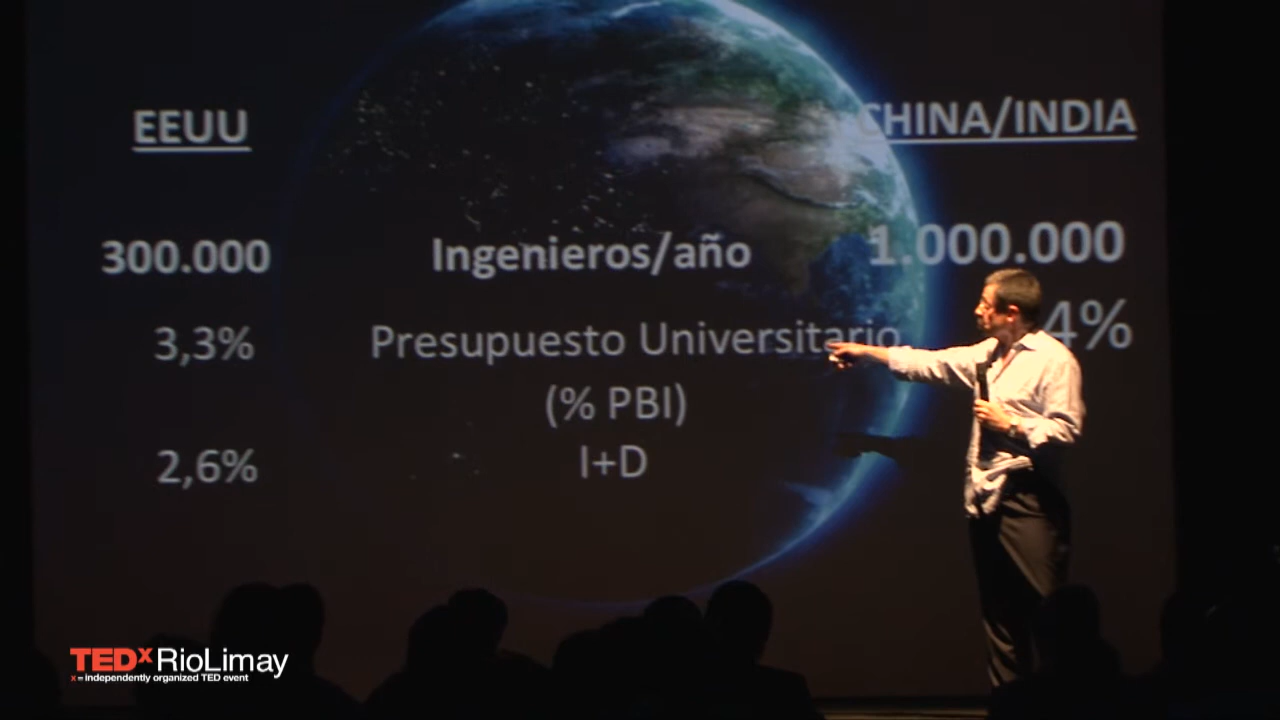 EEUU CHINA/INDIA
300.000 Ingenieros/año 1.000.000
3,3% Presupuesto Universitario 4%
(% PBI)
2,6% I+D
TEDx RioLimay
x = independently organized TED event